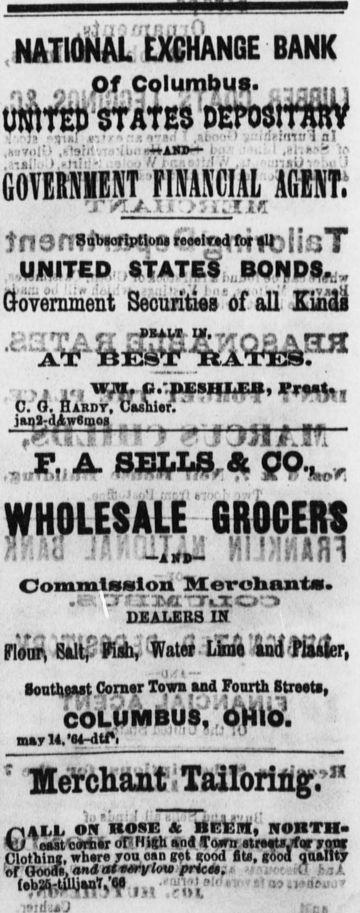 NATIONAL EXCHANGE BANK
Of Columbus.
UNITED STATES DEPOSITARY
—AND—
GOVERNMENT FINANCIAL AGENT.
Subscriptions received for all
UNITED STATES BONDS.
Government Securities of all Kinds
DEALT IN.
AT BEST RATES.
WM. G. DESHLER, Prest.
C. G. HARDY, Cashier.
jan2-d&w6mos
F. A. SELLS & CO.,
WHOLESALE GROCERS
—AND—
Commission Merchants.
DEALERS IN
Flour, Salt, Fish, Water Lime and Plaster,
Southeast Corner Town and Fourth Streets,
COLUMBUS, OHIO.
may 14, '64-dtf
Merchant Tailoring.
CALL ON ROSE & BEEM, NORTH-
east corner of High and Town streets, for your
Clothing, where you can get good fits, good quality
of Goods, and at very low prices.
feb25-tilljan7,'66